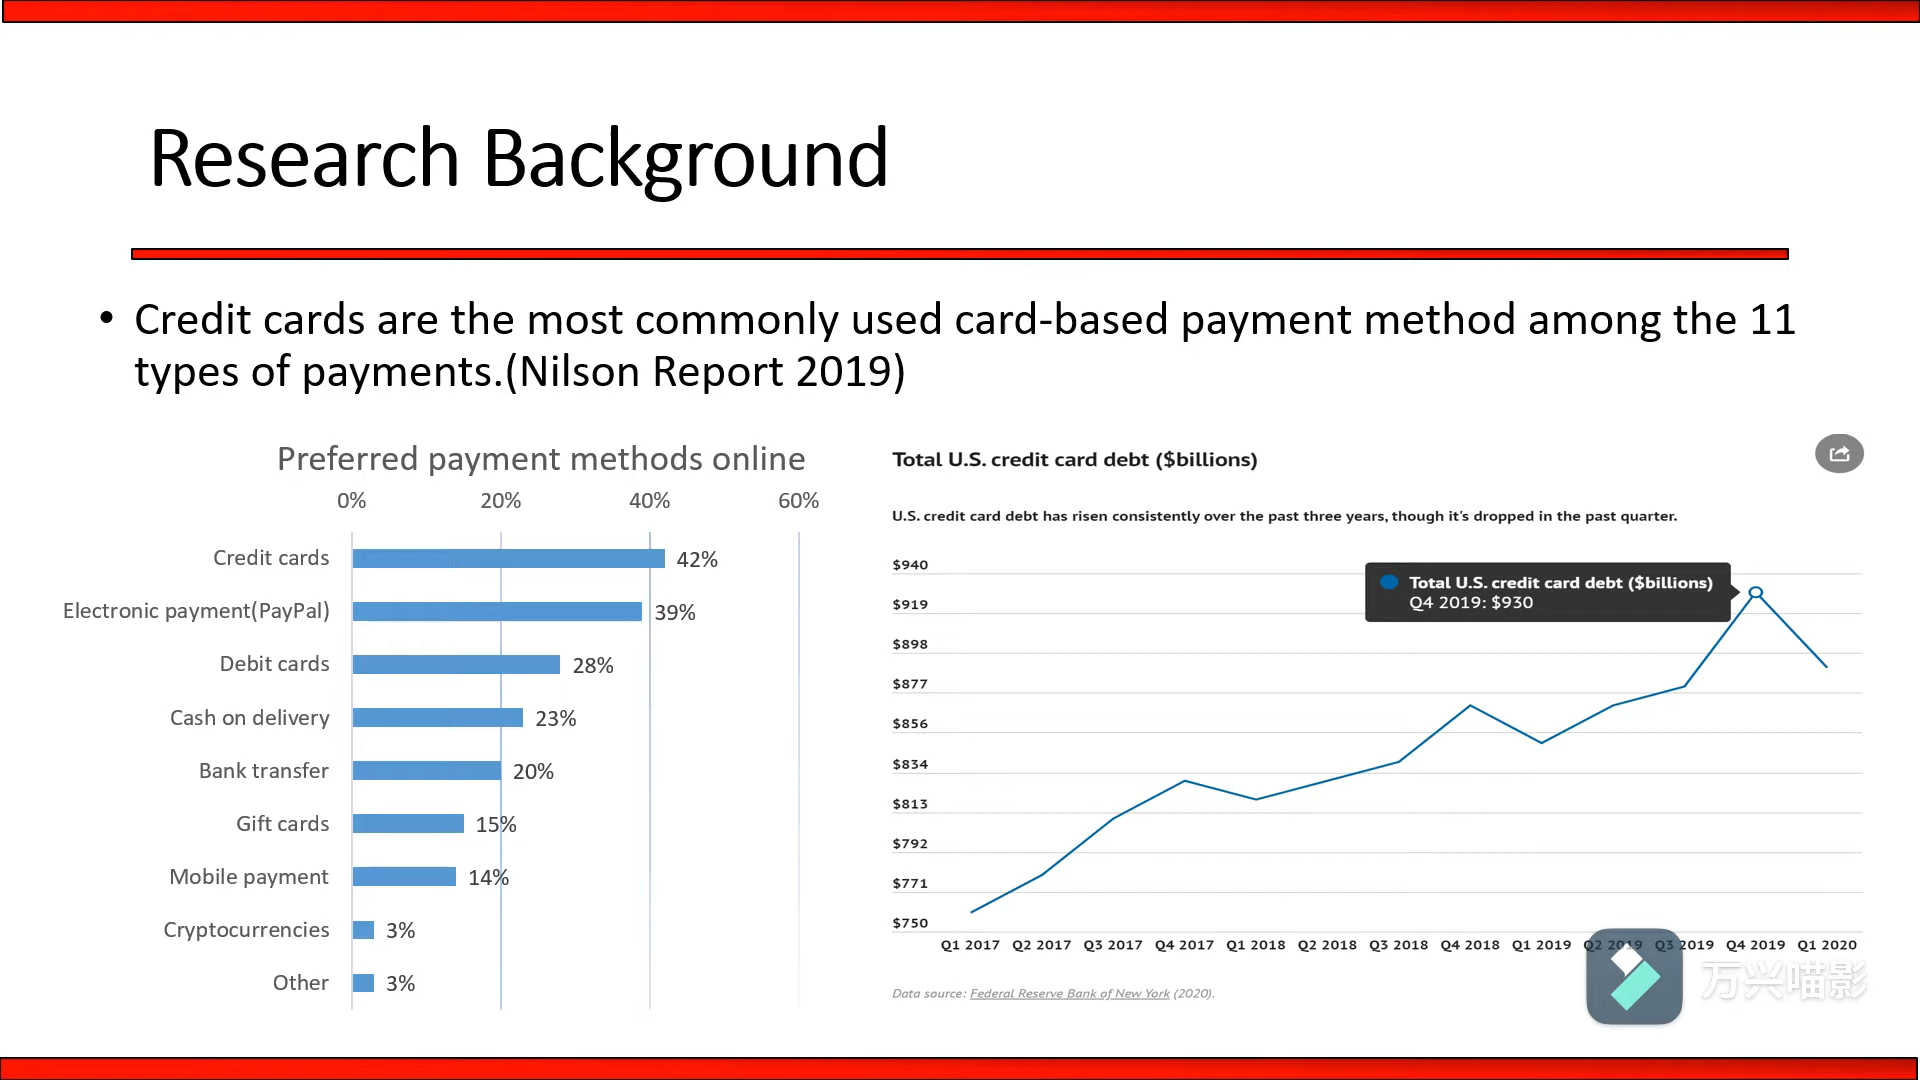 Research Background
• Credit cards are the most commonly used card-based payment method among the 11
types of payments.(Nilson Report 2019)
Preferred payment methods online
0% 20% 40% 60%
Credit cards 42%
Electronic payment(PayPal) 39%
Debit cards 28%
Cash on delivery 23%
Bank transfer 20%
Gift cards 15%
Mobile payment 14%
Cryptocurrencies 3%
Other 3%
Total U.S. credit card debt ($billions)
U.S. credit card debt has risen consistently over the past three years, though it's dropped in the past quarter.
$940
Total U.S. credit card debt ($billions)
Q4 2019: $930
$919
$898
$877
$856
$834
$813
$792
$771
$750
Q1 2017 Q2 2017 Q3 2017 Q4 2017 Q1 2018 Q2 2018 Q3 2018 Q4 2018 Q1 2019 Q2 2019 Q3 2019 Q4 2019 Q1 2020
Data source: Federal Reserve Bank of New York (2020).
万兴喵影